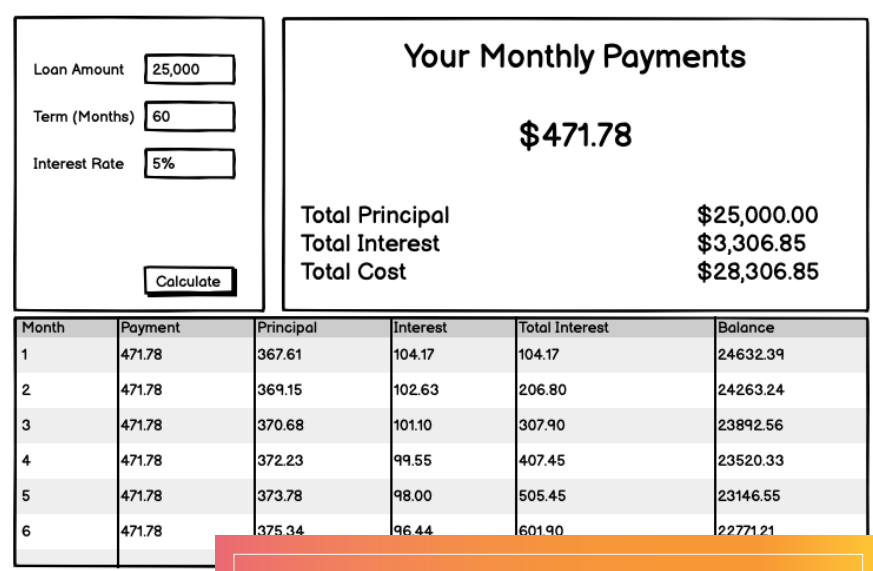 Loan Amount 25,000
Term (Months) 60
Interest Rate 5%
Calculate
Your Monthly Payments
$471.78
Total Principal $25,000.00
Total Interest $3,306.85
Total Cost $28,306.85
Month Payment Principal Interest Total Interest Balance
1 471.78 367.61 104.17 104.17 24632.39
2 471.78 369.15 102.63 206.80 24263.24
3 471.78 370.68 101.10 307.90 23892.56
4 471.78 372.23 99.55 407.45 23520.33
5 471.78 373.78 98.00 505.45 23146.55
6 471.78 375.34 96.44 601.90 22771.21